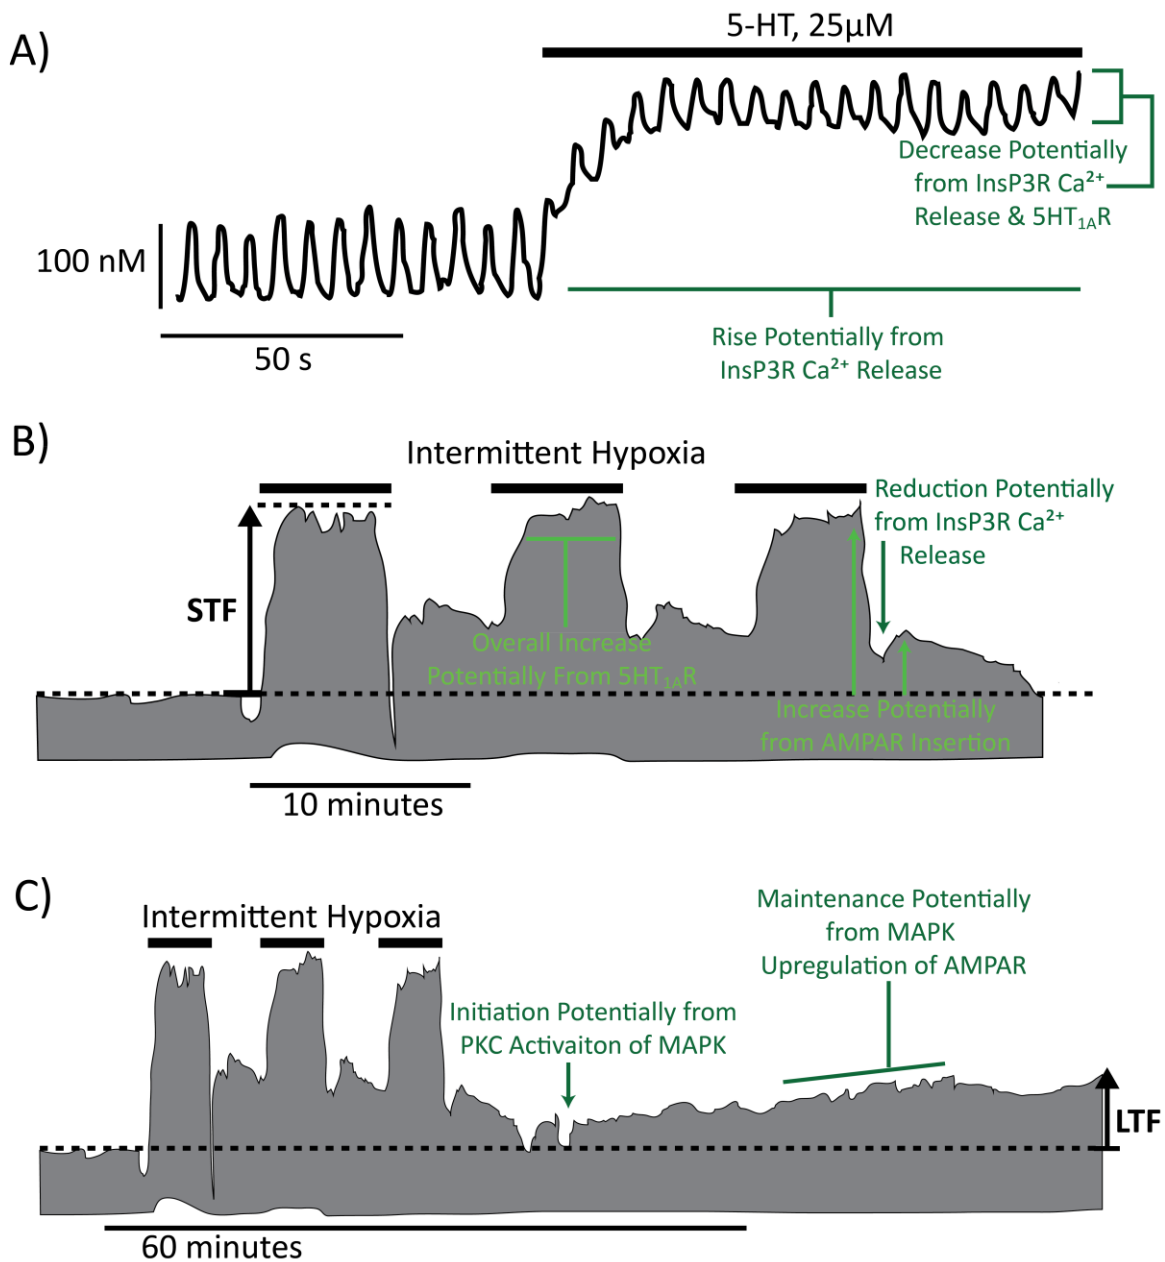 A)
5-HT, 25µM
100 nM
50 s
Decrease Potentially
from InsP3R Ca²⁺
Release & 5HT₁ₐR
Rise Potentially from
InsP3R Ca²⁺ Release
B)
Intermittent Hypoxia
Reduction Potentially
from InsP3R Ca²⁺
Release
STF
Overall Increase
Potentially From 5HT₁ₐR
Increase Potentially
from AMPAR Insertion
10 minutes
C)
Intermittent Hypoxia
Maintenance Potentially
from MAPK
Upregulation of AMPAR
Initiation Potentially from
PKC Activaiton of MAPK
LTF
60 minutes